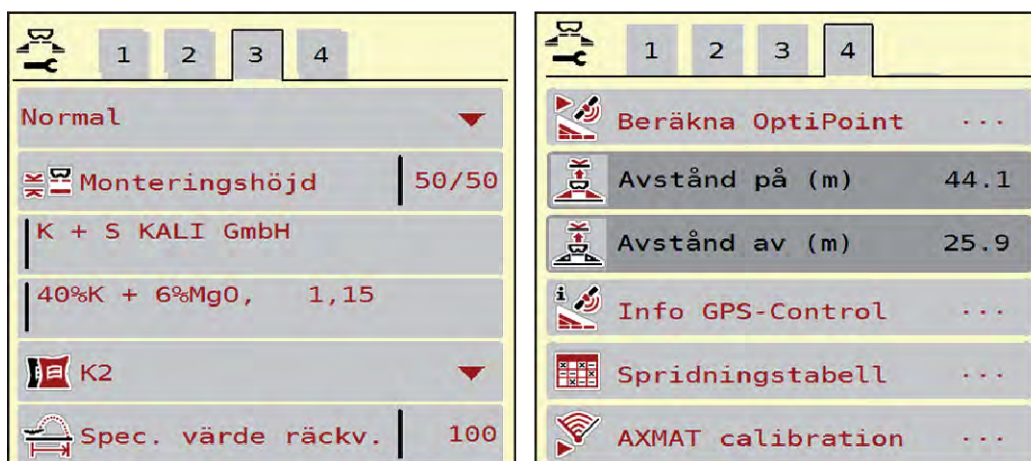 1 2 3 4
Normal
Monteringshöjd 50/50
K + S KALI GmbH
40%K + 6%MgO, 1,15
K2
Spec. värde räckv. 100
1 2 3 4
Beräkna OptiPoint ...
Avstånd på (m) 44.1
Avstånd av (m) 25.9
i Info GPS-Control ...
Spridningstabell ...
AXMAT calibration ...